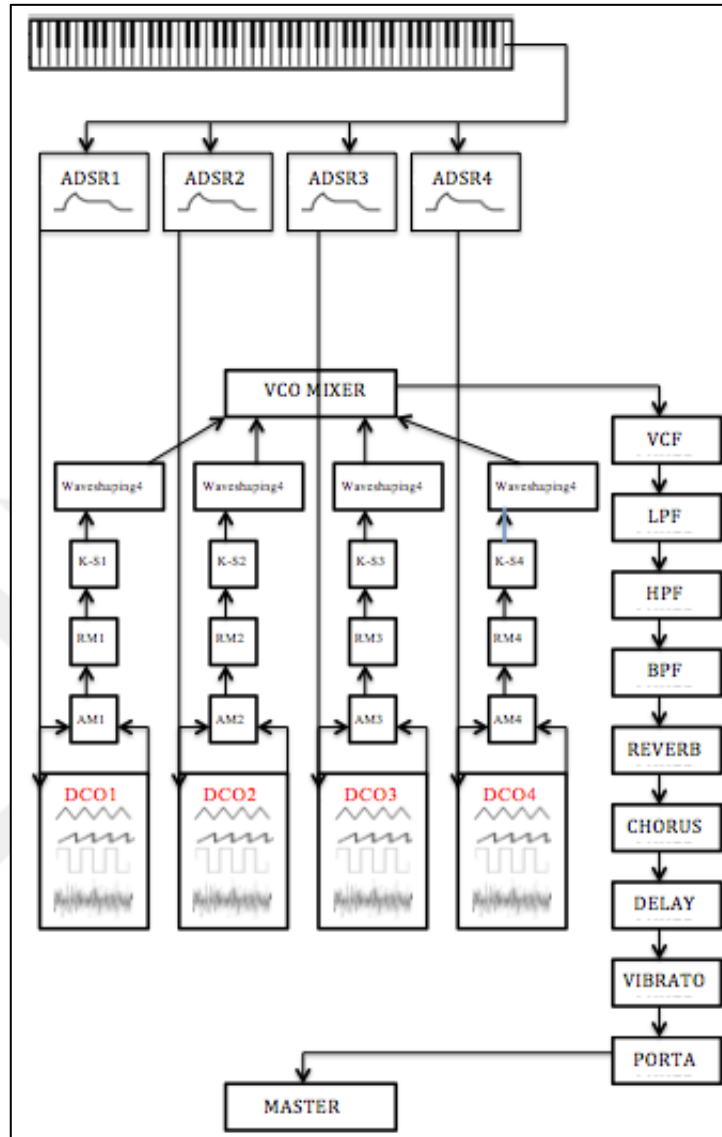 ADSR1 ADSR2 ADSR3 ADSR4
VCO MIXER
VCF
Waveshaping4 Waveshaping4 Waveshaping4 Waveshaping4
LPF
K-S1 K-S2 K-S3 K-S4
HPF
RM1 RM2 RM3 RM4
BPF
AM1 AM2 AM3 AM4
REVERB
DCO1 DCO2 DCO3 DCO4
CHORUS
DELAY
VIBRATO
PORTA
MASTER